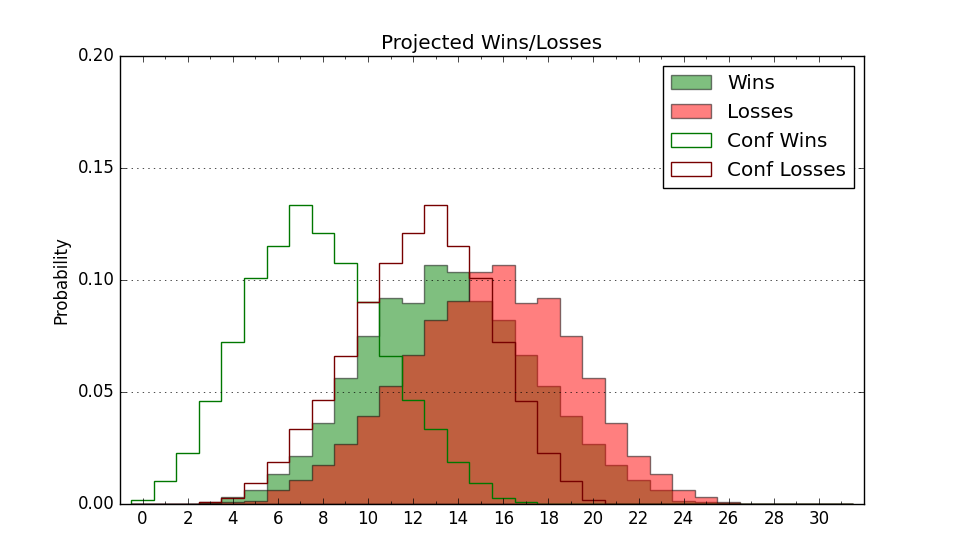 Projected Wins/Losses
0.20
0.15
0.10
0.05
0.00
Probability
Wins
Losses
Conf Wins
Conf Losses
0 2 4 6 8 10 12 14 16 18 20 22 24 26 28 30